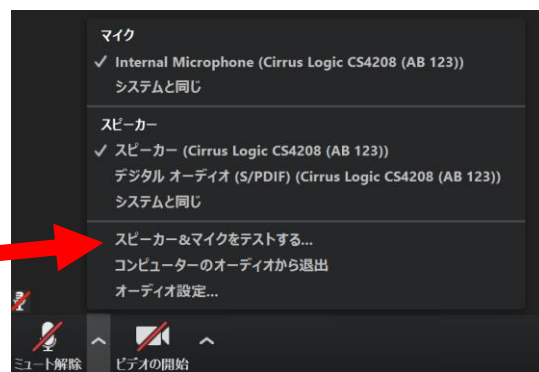 マイク
Internal Microphone (Cirrus Logic CS4208 (AB 123))
システムと同じ
スピーカー
スピーカー (Cirrus Logic CS4208 (AB 123))
デジタル オーディオ (S/PDIF) (Cirrus Logic CS4208 (AB 123))
システムと同じ
スピーカー&マイクをテストする...
コンピューターのオーディオから退出
オーディオ設定...
ミュート解除 ビデオの開始